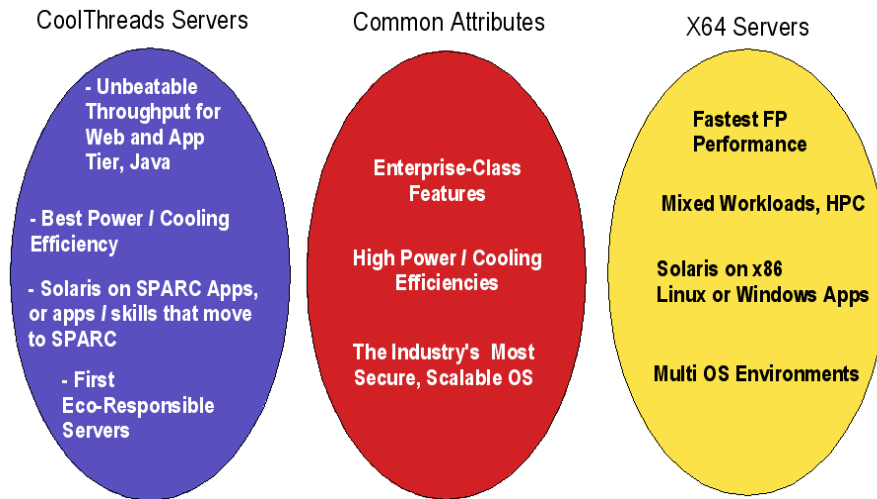 CoolThreads Servers
- Unbeatable
Throughput for
Web and App
Tier, Java
- Best Power / Cooling
Efficiency
- Solaris on SPARC Apps,
or apps / skills that move
to SPARC
- First
Eco-Responsible
Servers
Common Attributes
Enterprise-Class
Features
High Power / Cooling
Efficiencies
The Industry's Most
Secure, Scalable OS
X64 Servers
Fastest FP
Performance
Mixed Workloads, HPC
Solaris on x86
Linux or Windows Apps
Multi OS Environments